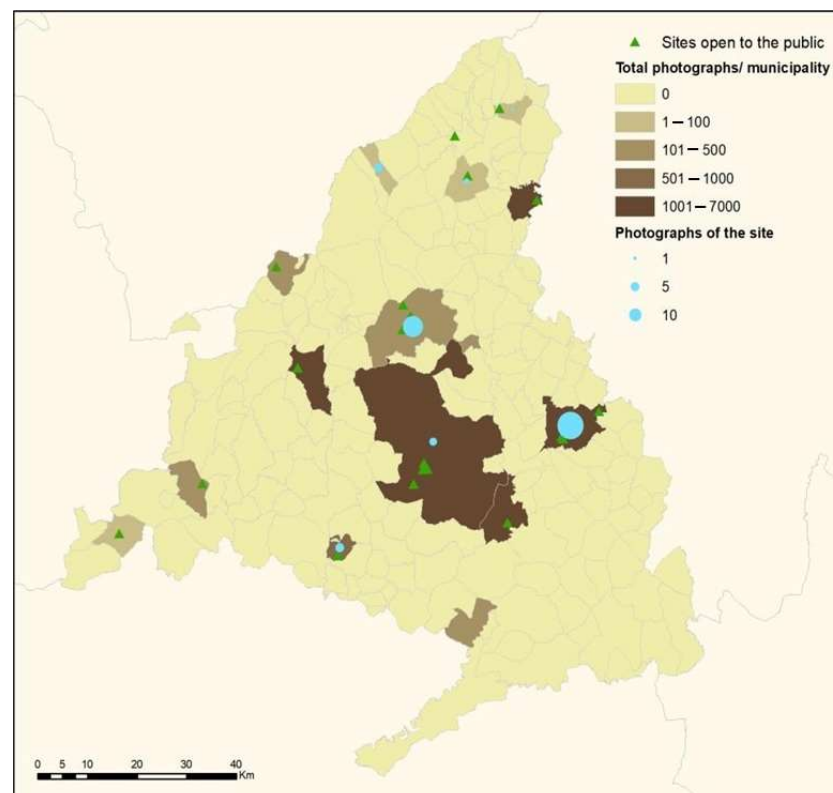 Sites open to the public
Total photographs/ municipality
0
1 – 100
101 – 500
501 – 1000
1001 – 7000
Photographs of the site
1
5
10
0 5 10 20 30 40
Km